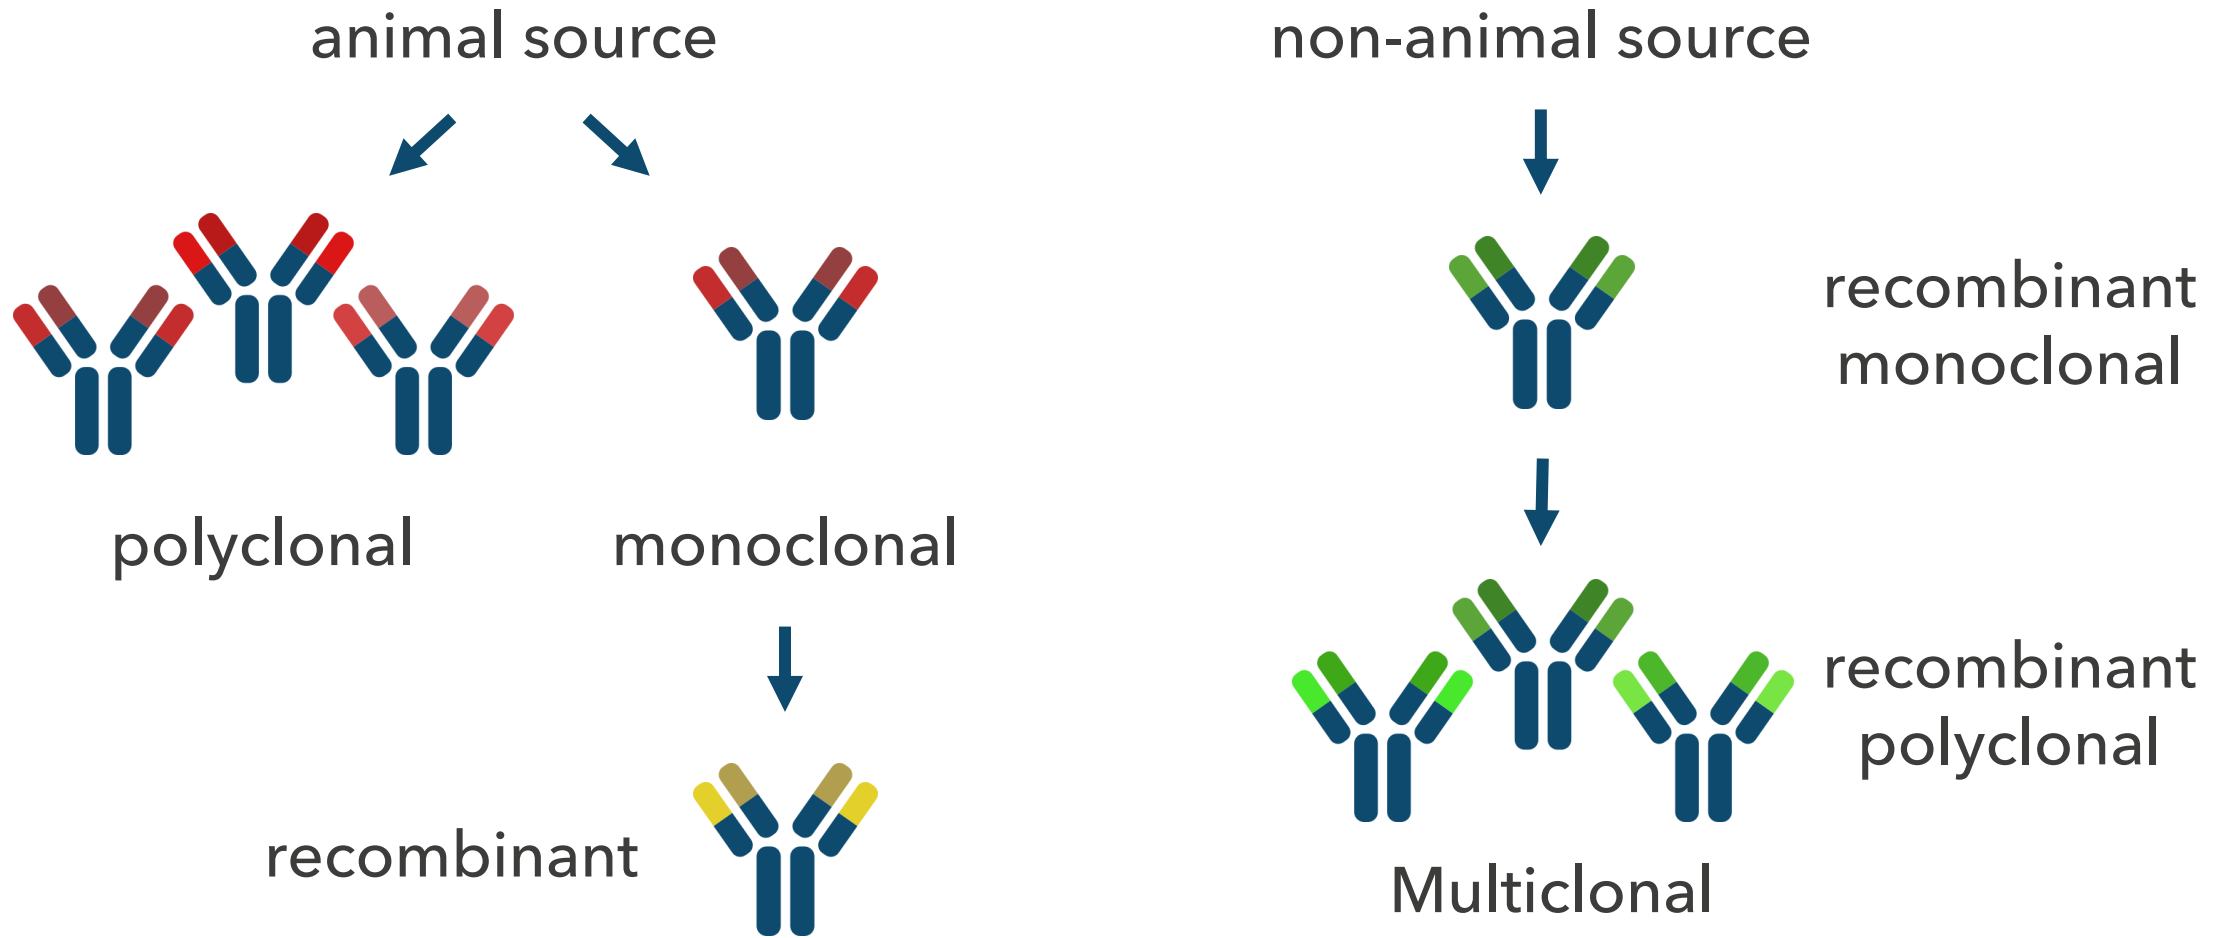 animal source
non-animal source
polyclonal
monoclonal
recombinant
recombinant
monoclonal
recombinant
polyclonal
Multiclonal